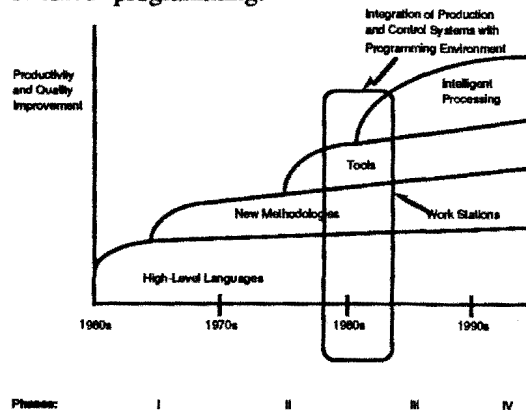 programming.
Integration of Production
and Control Systems with
Programming Environment
Productivity
and Quality
Improvement
Intelligent
Processing
Tools
New Methodologies
Work Stations
High-Level Languages
1960s
1970s
1980s
1990s
Phases:
I
II
III
IV